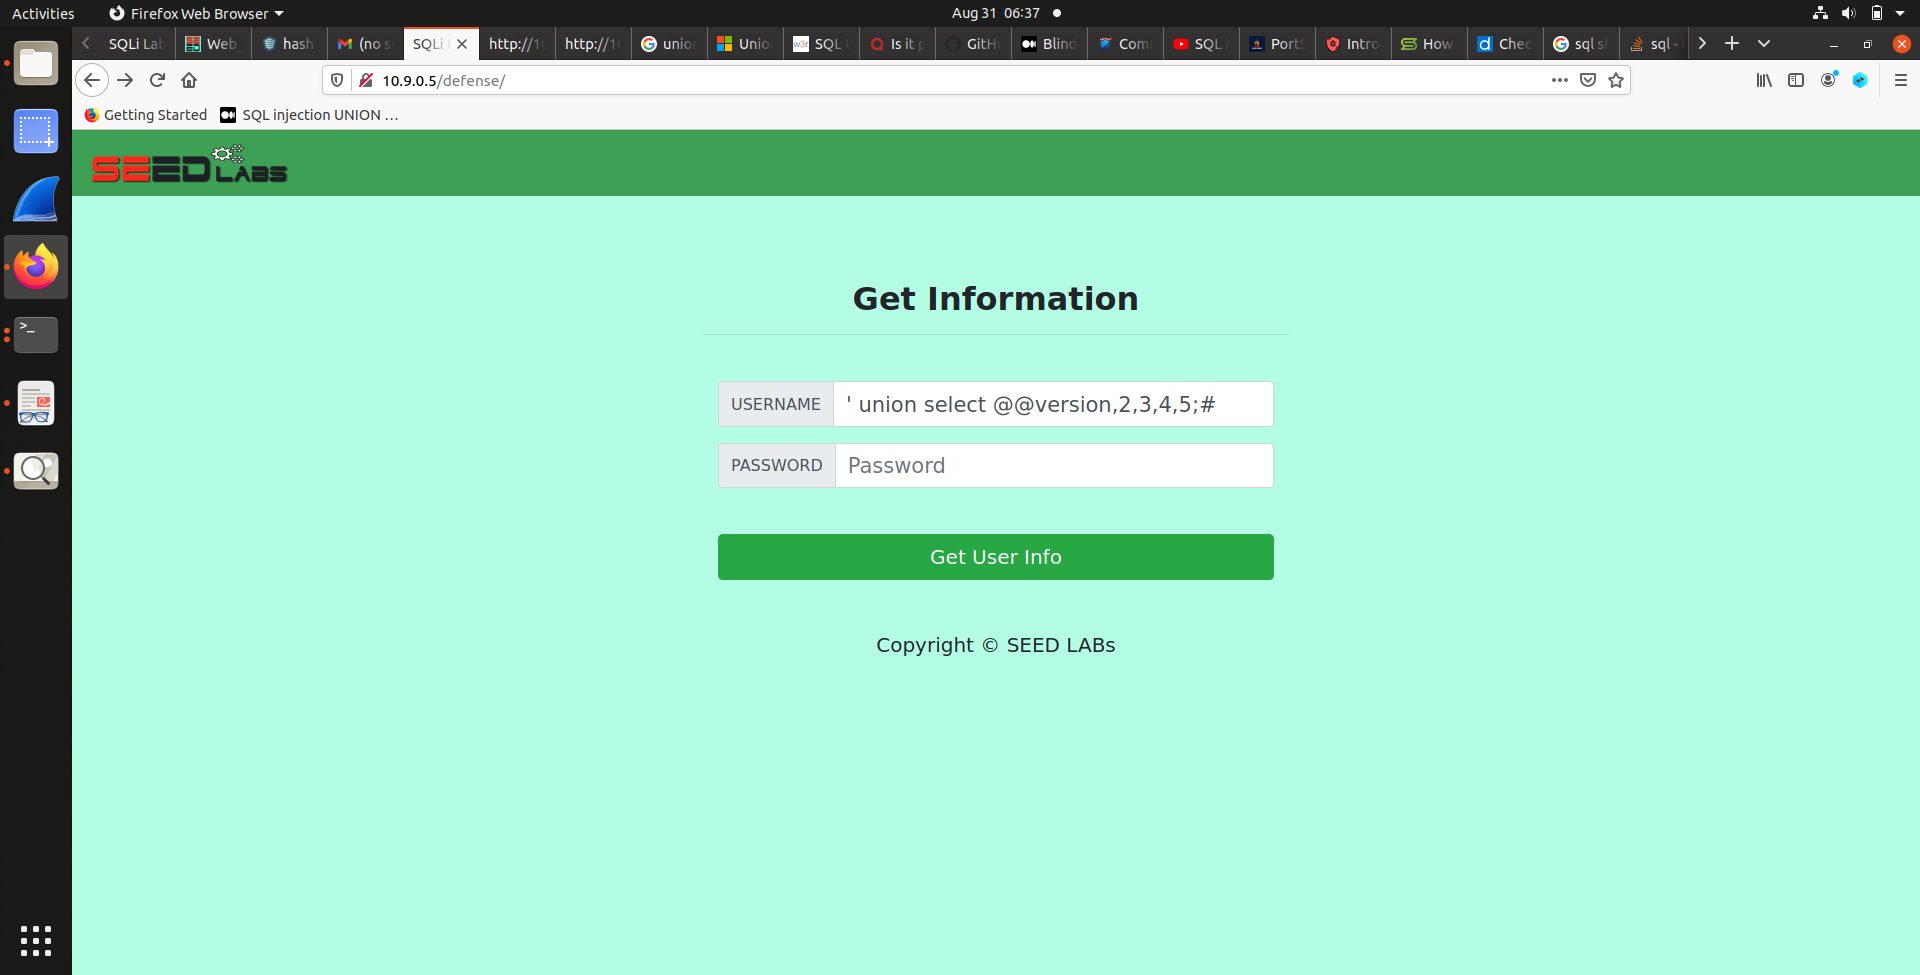 Activities Firefox Web Browser Aug 31 06:37
SQLi La Web_ hash (no s SQLi http://1 http://1 union Unio SQL Is it p GitH Blind Com SQL i Port Intro How Chec sql s sql -
10.9.0.5/defense/
Getting Started SQL injection UNION ...
SEED LABS
Get Information
USERNAME ' union select @@version,2,3,4,5;#
PASSWORD Password
Get User Info
Copyright © SEED LABs